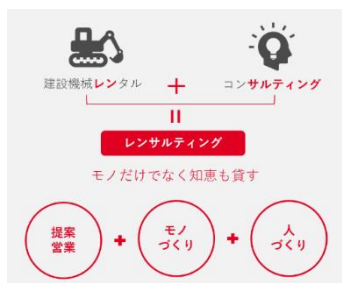 建設機械レンタル + コンサルティング
=
レンサルティング
モノだけでなく知恵も貸す
提案
営業
+
モノ
づくり
+
人
づくり